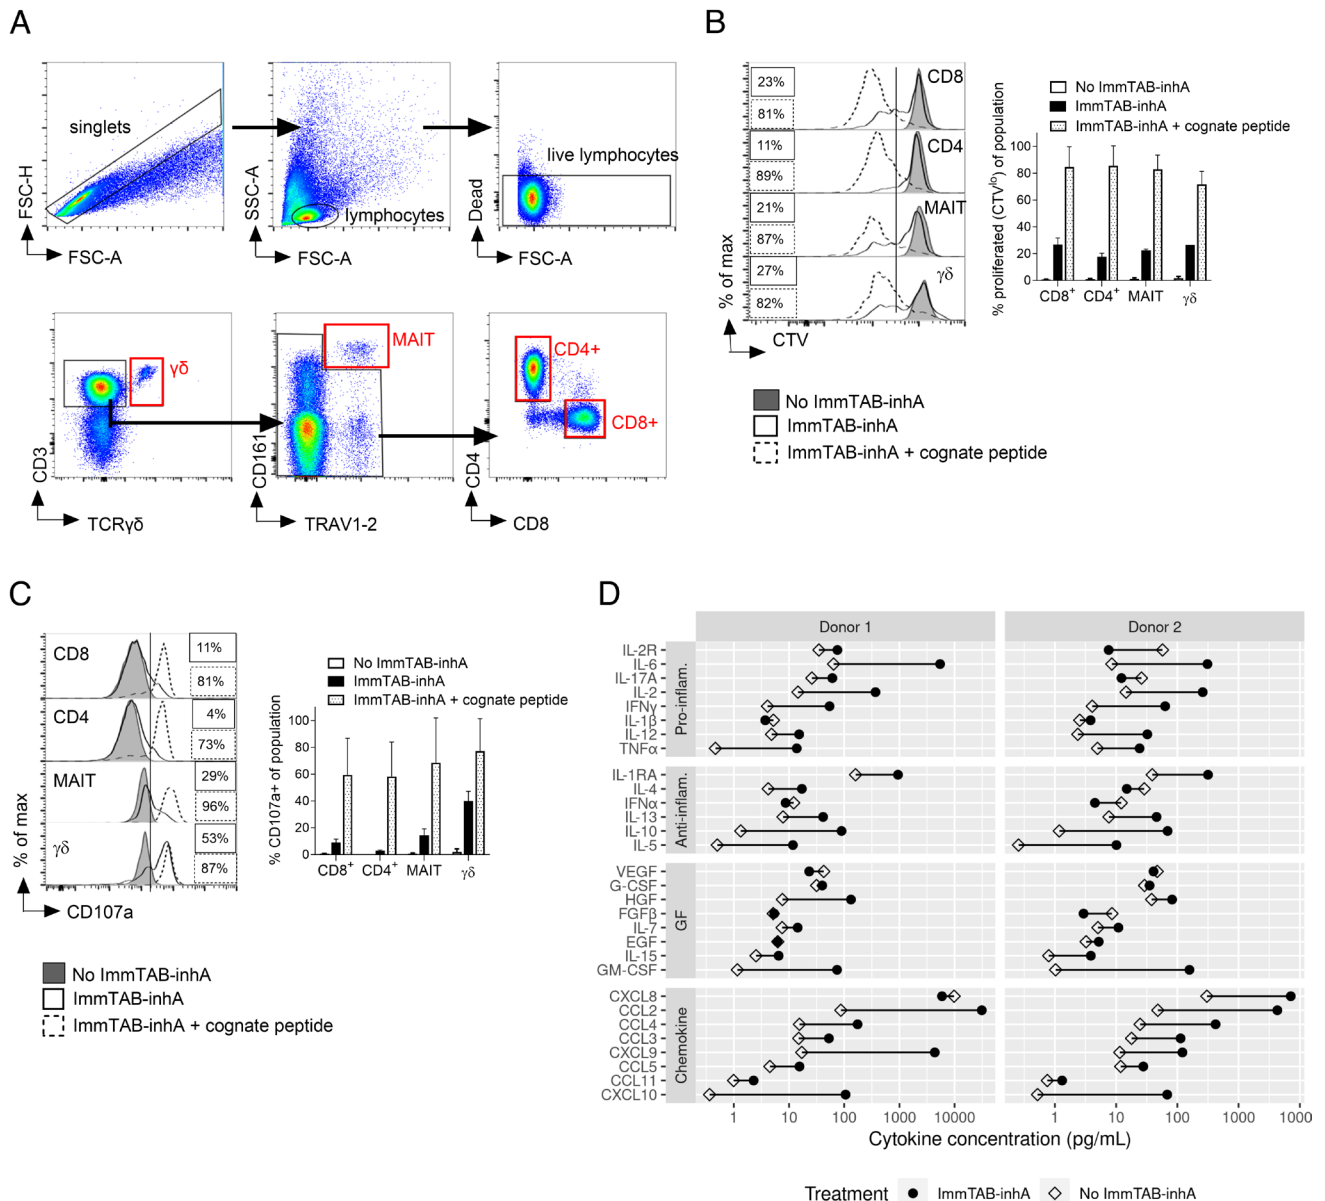 A
singlets
FSC-H
FSC-A
lymphocytes
SSC-A
FSC-A
live lymphocytes
Dead
FSC-A
γδ
CD3
TCRγδ
MAIT
CD161
TRAV1-2
CD4+
CD8+
CD4
CD8
B
23%
81%
CD8
11%
89%
CD4
21%
87%
MAIT
27%
82%
γδ
% of max
CTV
No ImmTAB-inhA
ImmTAB-inhA
ImmTAB-inhA + cognate peptide
No ImmTAB-inhA
ImmTAB-inhA
ImmTAB-inhA + cognate peptide
% proliferated (CTVlo) of population
100
80
60
40
20
0
CD8+ CD4+ MAIT γδ
C
CD8
11%
81%
CD4
4%
73%
MAIT
29%
96%
γδ
53%
87%
% of max
CD107a
No ImmTAB-inhA
ImmTAB-inhA
ImmTAB-inhA + cognate peptide
No ImmTAB-inhA
ImmTAB-inhA
ImmTAB-inhA + cognate peptide
% CD107a+ of population
100
80
60
40
20
0
CD8+ CD4+ MAIT γδ
D
Donor 1 Donor 2
Pro-inflam.
IL-2R
IL-6
IL-17A
IL-2
IFNγ
IL-1β
IL-12
TNFα
Anti-inflam.
IL-1RA
IL-4
IFNα
IL-13
IL-10
IL-5
GF
VEGF
G-CSF
HGF
FGFβ
IL-7
EGF
IL-15
GM-CSF
Chemokine
CXCL8
CCL2
CCL4
CCL3
CXCL9
CCL5
CCL11
CXCL10
1 10 100 1000 10000 1 10 100 1000 1000
Cytokine concentration (pg/mL)
Treatment ImmTAB-inhA No ImmTAB-inhA